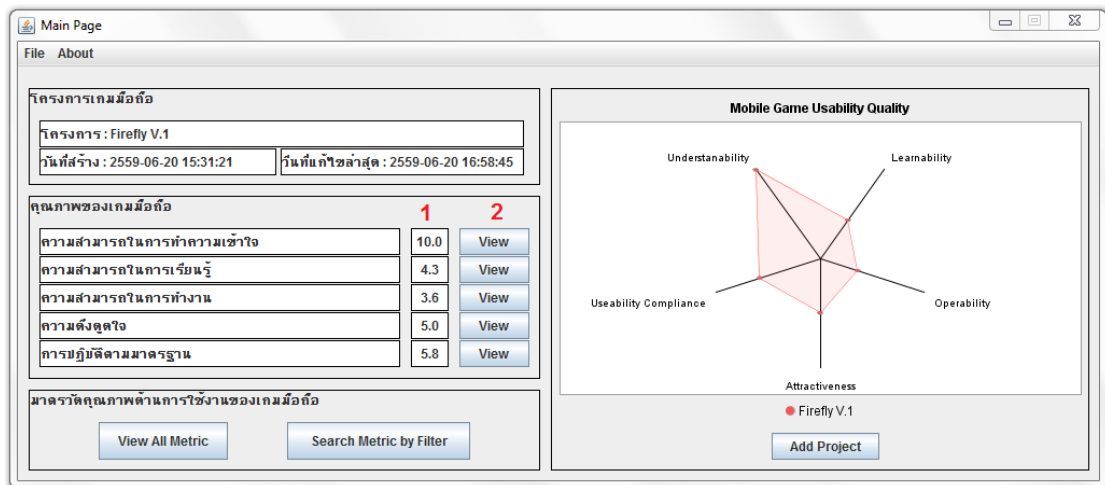 Main Page
File About
โครงการเกมมือถือ
โครงการ : Firefly V.1
วันที่สร้าง : 2559-06-20 15:31:21
วันที่แก้ไขล่าสุด : 2559-06-20 16:58:45
คุณภาพของเกมมือถือ
1 2
ความสามารถในการทำความเข้าใจ 10.0 View
ความสามารถในการเรียนรู้ 4.3 View
ความสามารถในการทำงาน 3.6 View
ความดึงดูดใจ 5.0 View
การปฏิบัติตามมาตรฐาน 5.8 View
มาตรวัดคุณภาพด้านการใช้งานของเกมมือถือ
View All Metric Search Metric by Filter
Mobile Game Usability Quality
Understanability Learnability
Useability Compliance Operability
Attractiveness
Firefly V.1
Add Project